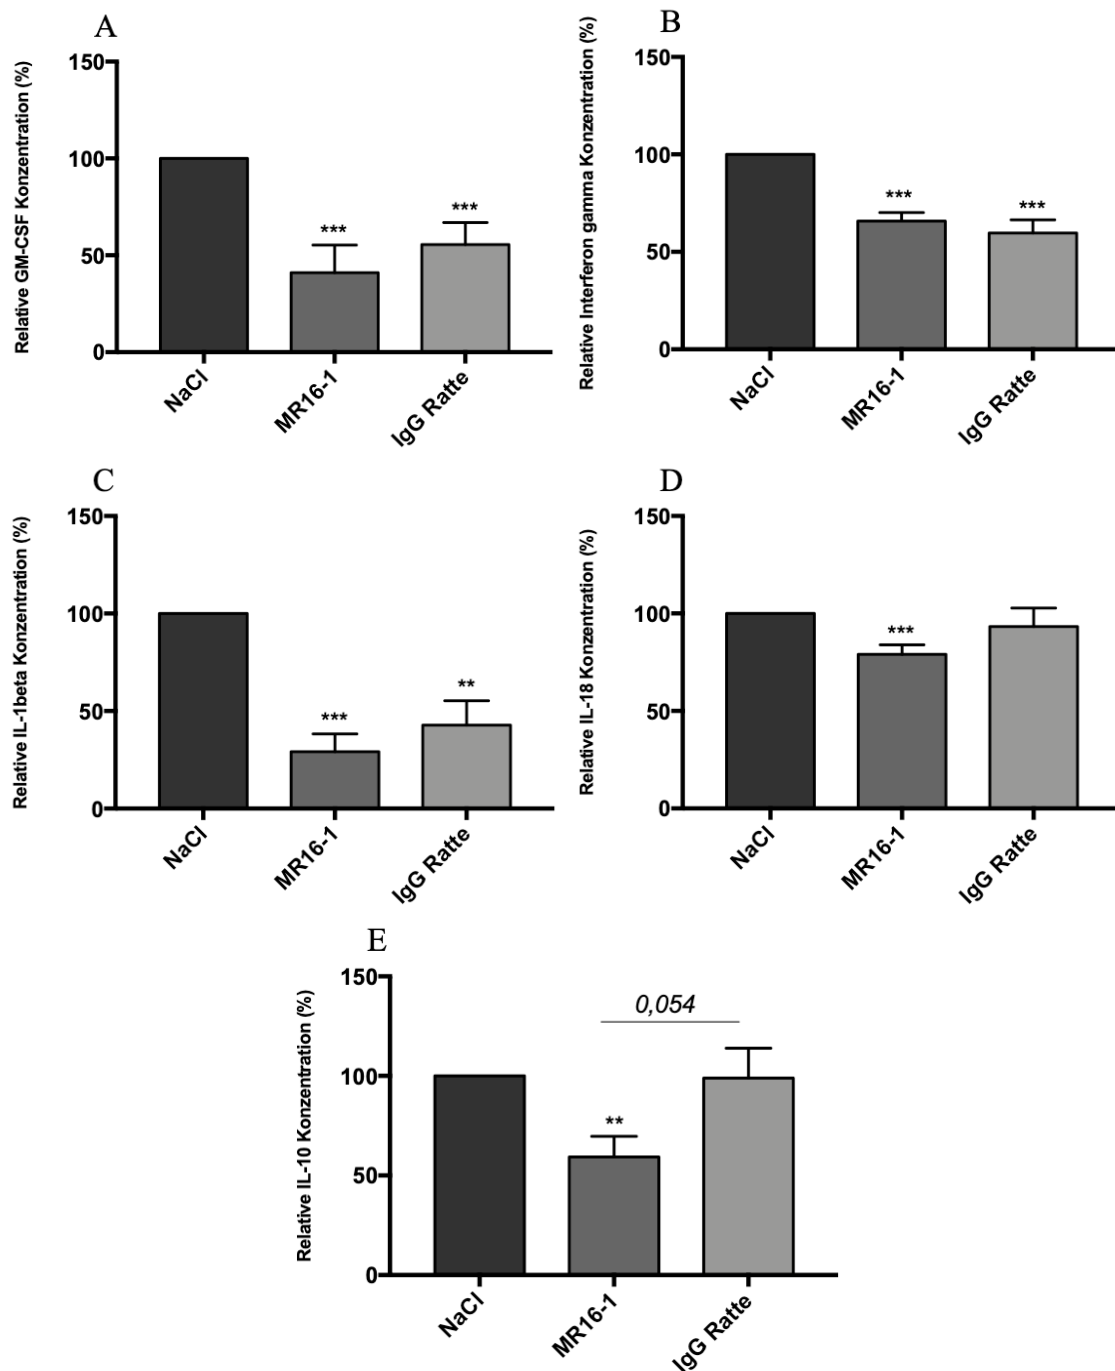 A
Relative GM-CSF Konzentration (%)
150
100
50
0
***
***
NaCl
MR16-1
IgG Ratte
B
Relative Interferon gamma Konzentration (%)
150
100
50
0
***
***
NaCl
MR16-1
IgG Ratte
C
Relative IL-1beta Konzentration (%)
150
100
50
0
***
**
NaCl
MR16-1
IgG Ratte
D
Relative IL-18 Konzentration (%)
150
100
50
0
***
NaCl
MR16-1
IgG Ratte
E
Relative IL-10 Konzentration (%)
150
100
50
0
0,054
**
NaCl
MR16-1
IgG Ratte